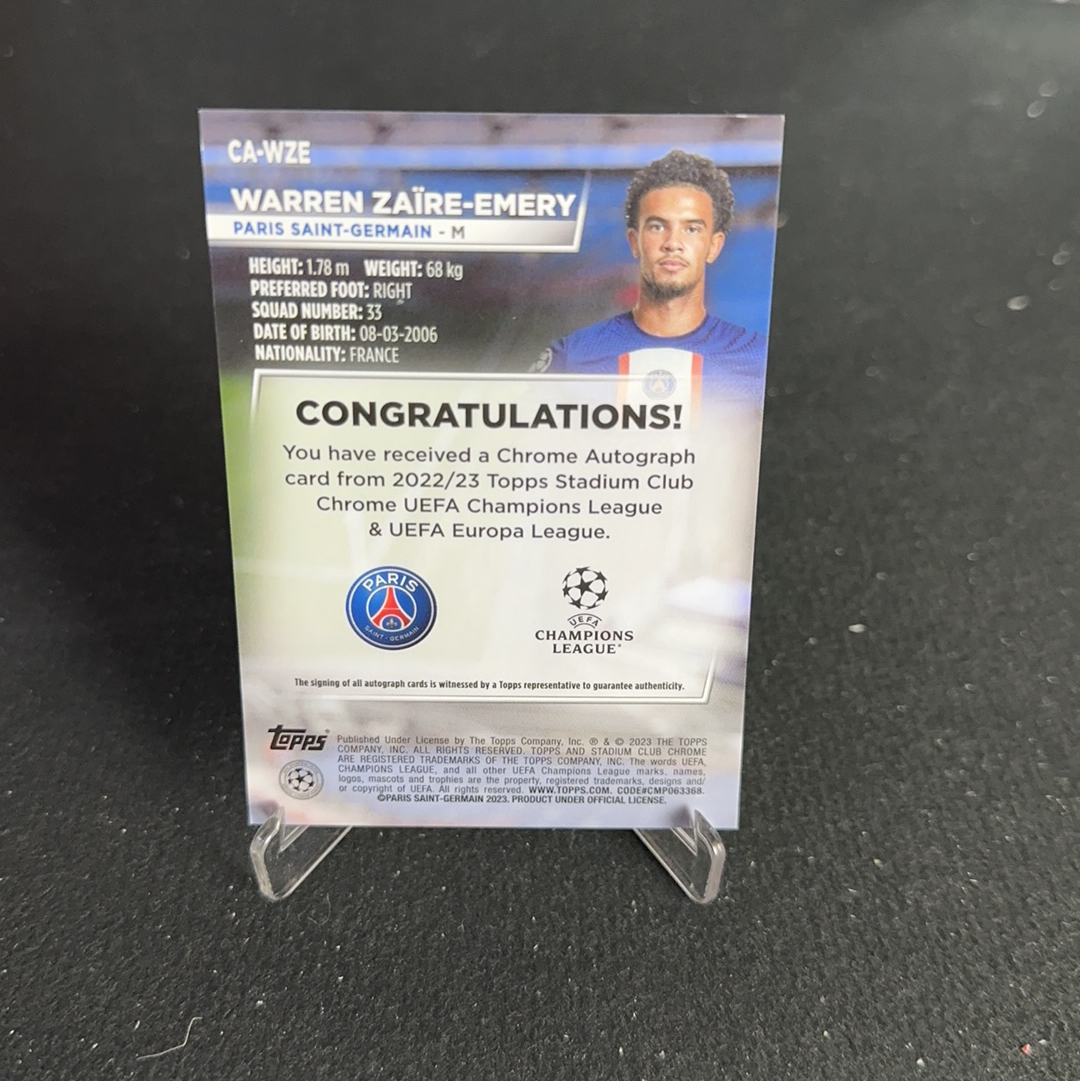 CA-WZE
WARREN ZAÏRE-EMERY
PARIS SAINT-GERMAIN - M
HEIGHT: 1.78 m WEIGHT: 68 kg
PREFERRED FOOT: RIGHT
SQUAD NUMBER: 33
DATE OF BIRTH: 08-03-2006
NATIONALITY: FRANCE
CONGRATULATIONS!
You have received a Chrome Autograph
card from 2022/23 Topps Stadium Club
Chrome UEFA Champions League
& UEFA Europa League.
PARIS
SAINT-GERMAIN
UEFA
CHAMPIONS
LEAGUE®
The signing of all autograph cards is witnessed by a Topps representative to guarantee authenticity.
topps®
Published Under License by The Topps Company, Inc. ® & © 2023 THE TOPPS
COMPANY, INC. ALL RIGHTS RESERVED. TOPPS AND STADIUM CLUB CHROME
ARE REGISTERED TRADEMARKS OF THE TOPPS COMPANY, INC. The words UEFA,
CHAMPIONS LEAGUE, and all other UEFA Champions League marks, names,
logos, mascots and trophies are the property, registered trademarks, designs and/
or copyright of UEFA. All rights reserved. WWW.TOPPS.COM. CODE#CMP063368.
©PARIS SAINT-GERMAIN 2023. PRODUCT UNDER OFFICIAL LICENSE.